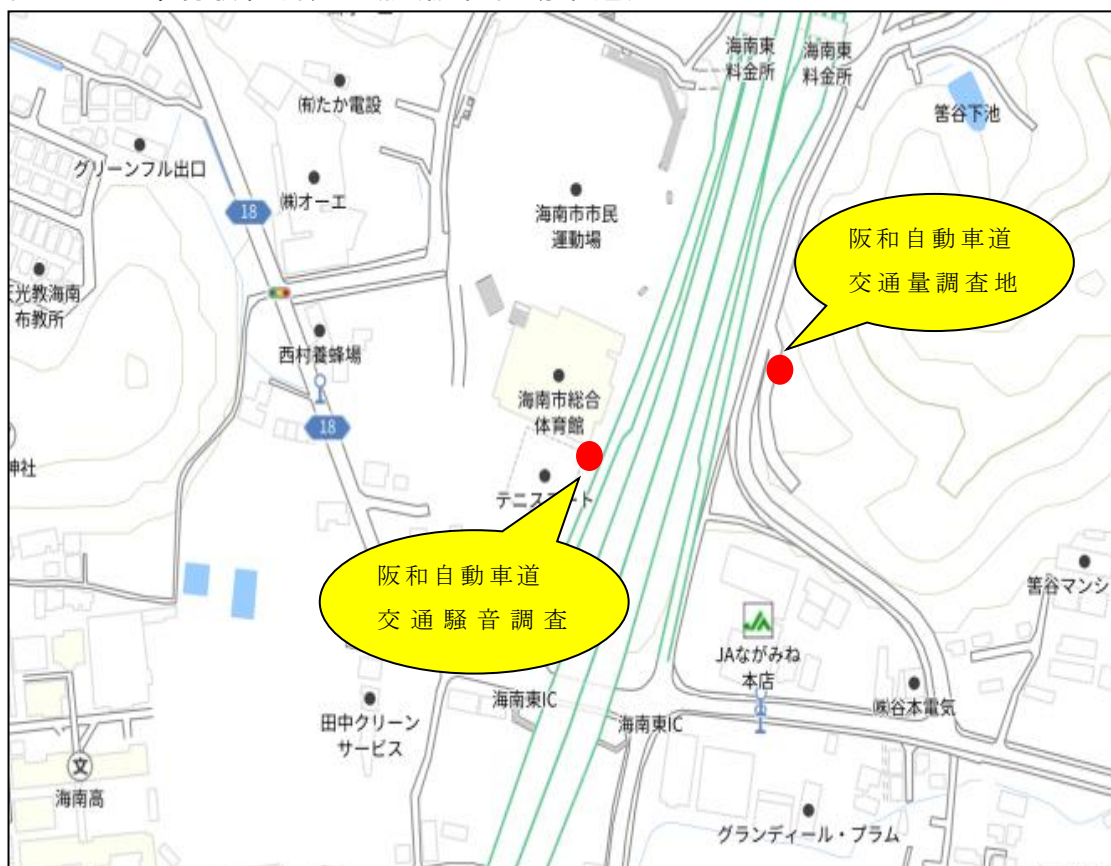 海南東
料金所
海南東
料金所
㈲たか電設
筈谷下池
グリーンフル出口
㈱オーエ
18
海南市市民
運動場
阪和自動車道
交通量調査地
光教海南
布教所
西村養蜂場
海南市総合
体育館
18
神社
テニスコート
阪和自動車道
交通騒音調査
筈谷マンシ
JA
JAながみね
本店
海南東IC
㈱谷本電気
海南東IC
田中クリーン
サービス
文
海南高
グランディール・プラム